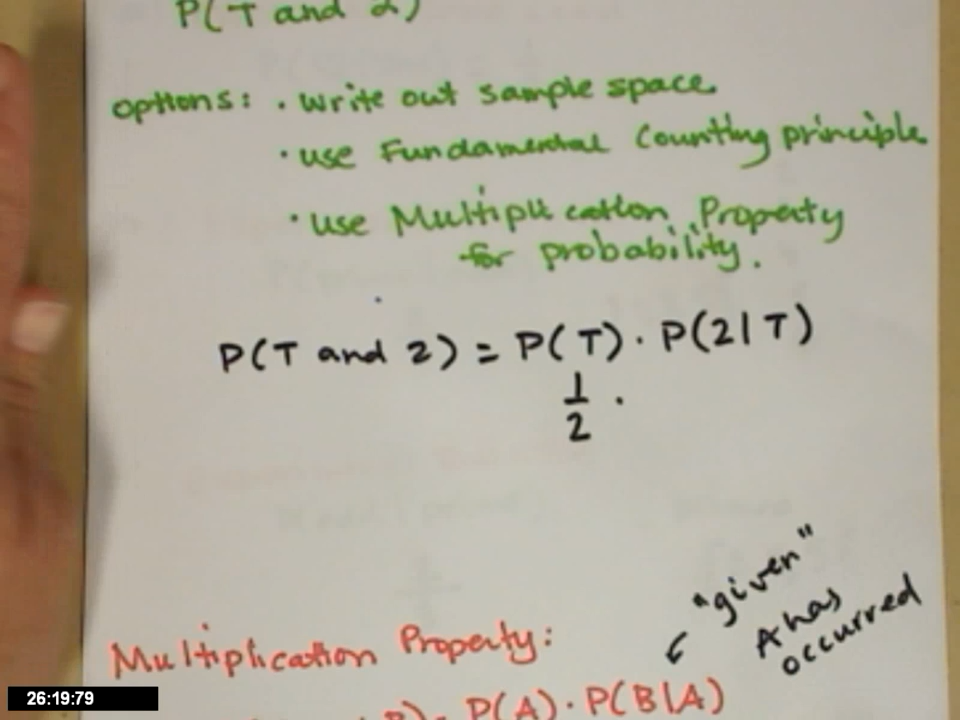 P(T and 2)
options: • write out sample space.
• use Fundamental Counting principle.
• use Multiplication Property
for probability.
P(T and 2) = P(T) · P(2|T)
1/2 ·
"given"
A has
occurred
Multiplication Property:
B) = P(A) · P(B|A)
26:19:79